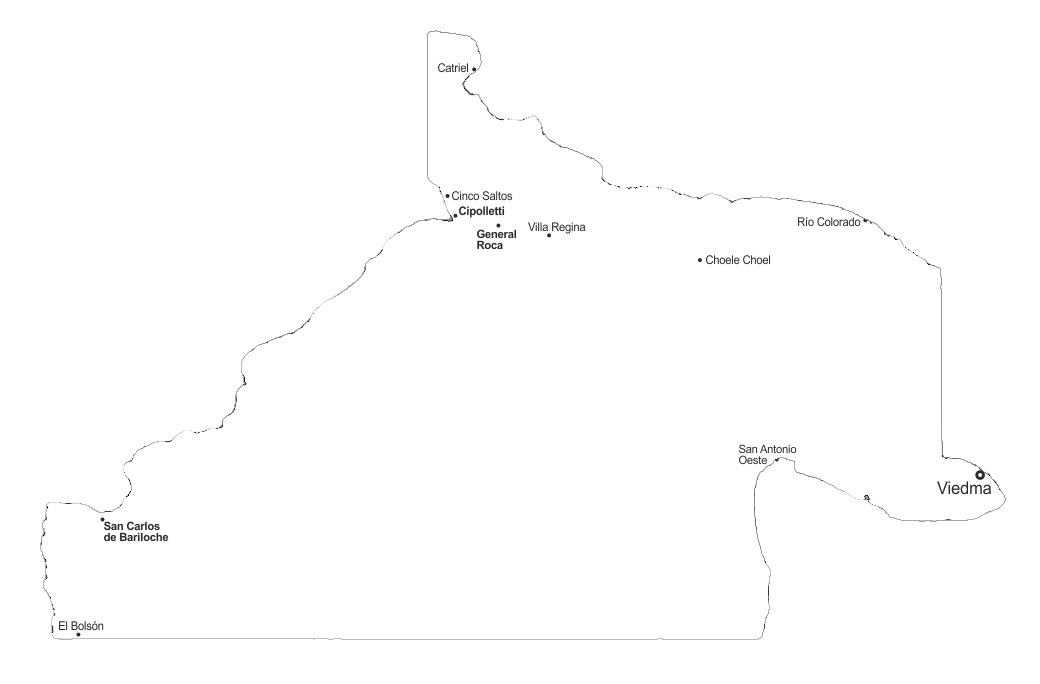 Catriel
Cinco Saltos
Cipolletti
General
Roca
Villa Regina
Río Colorado
Choele Choel
San Antonio
Oeste
Viedma
San Carlos
de Bariloche
El Bolsón